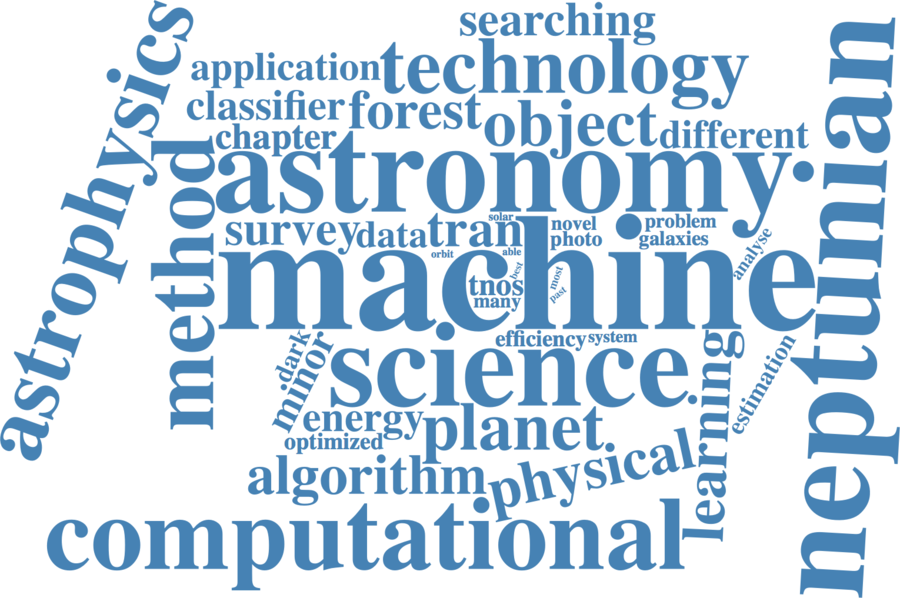 searching
technology
application
classifier
forest
object
different
chapter
astrophysics
method
astronomy
neptunian
solar
survey
data
tran
novel
problem
photo
galaxies
orbit
able
analyse
machine
best
most
past
tnos
many
efficiency
system
dark
minor
science
learning
estimation
energy
planet
optimized
algorithm
physical
computational